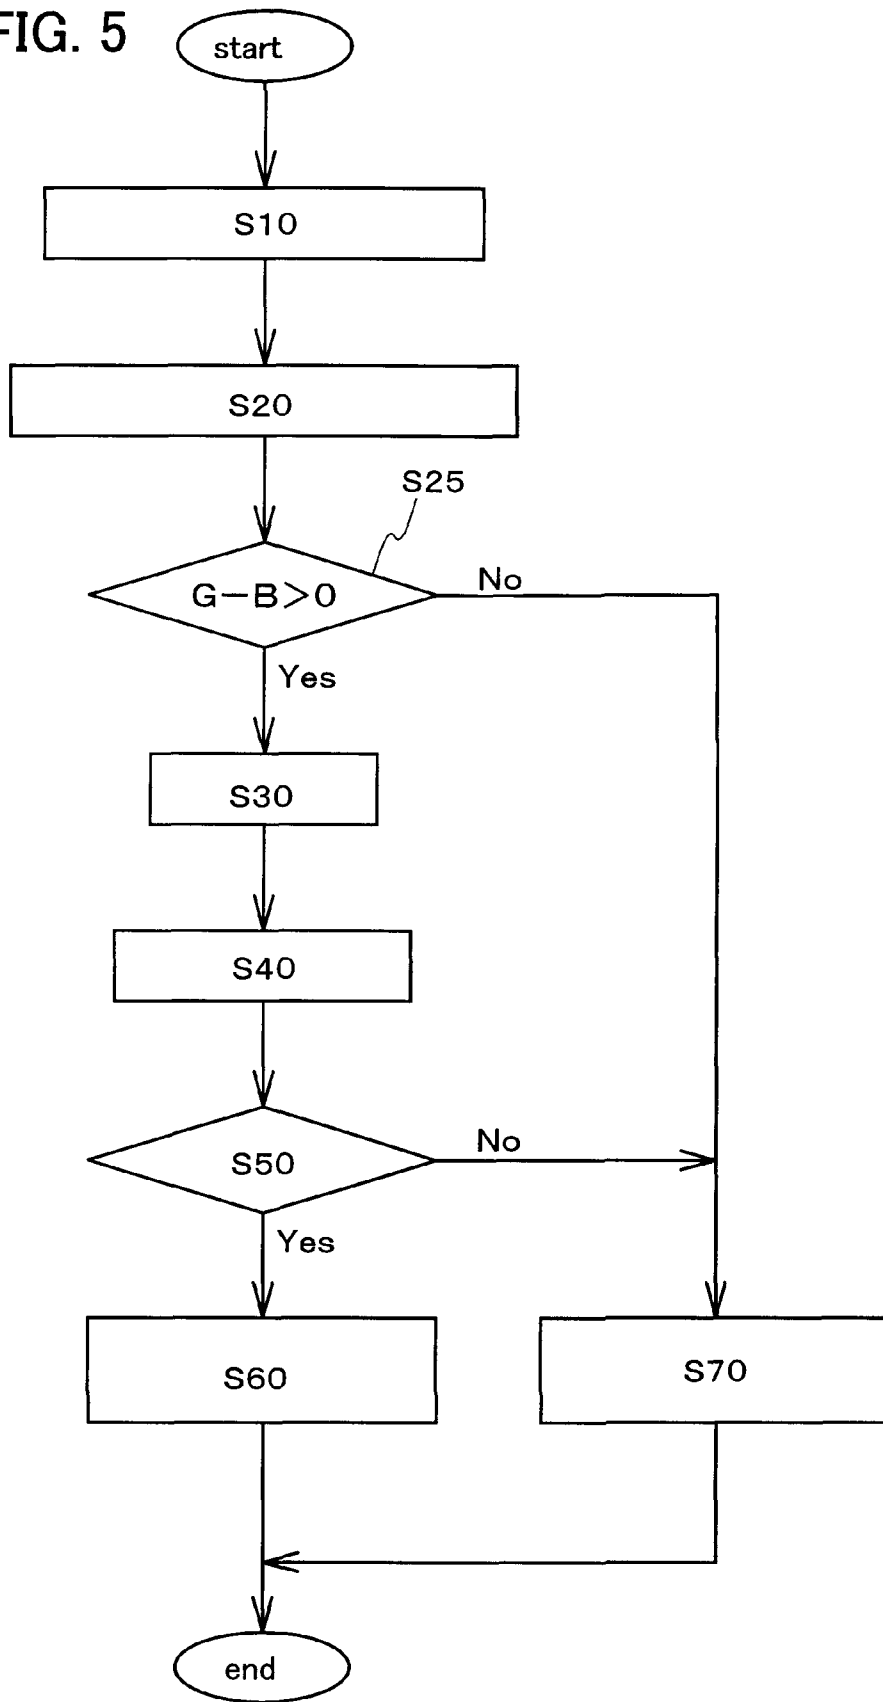 FIG. 5
start
S10
S20
S25
G−B>0
No
Yes
S30
S40
S50
No
Yes
S60
S70
end